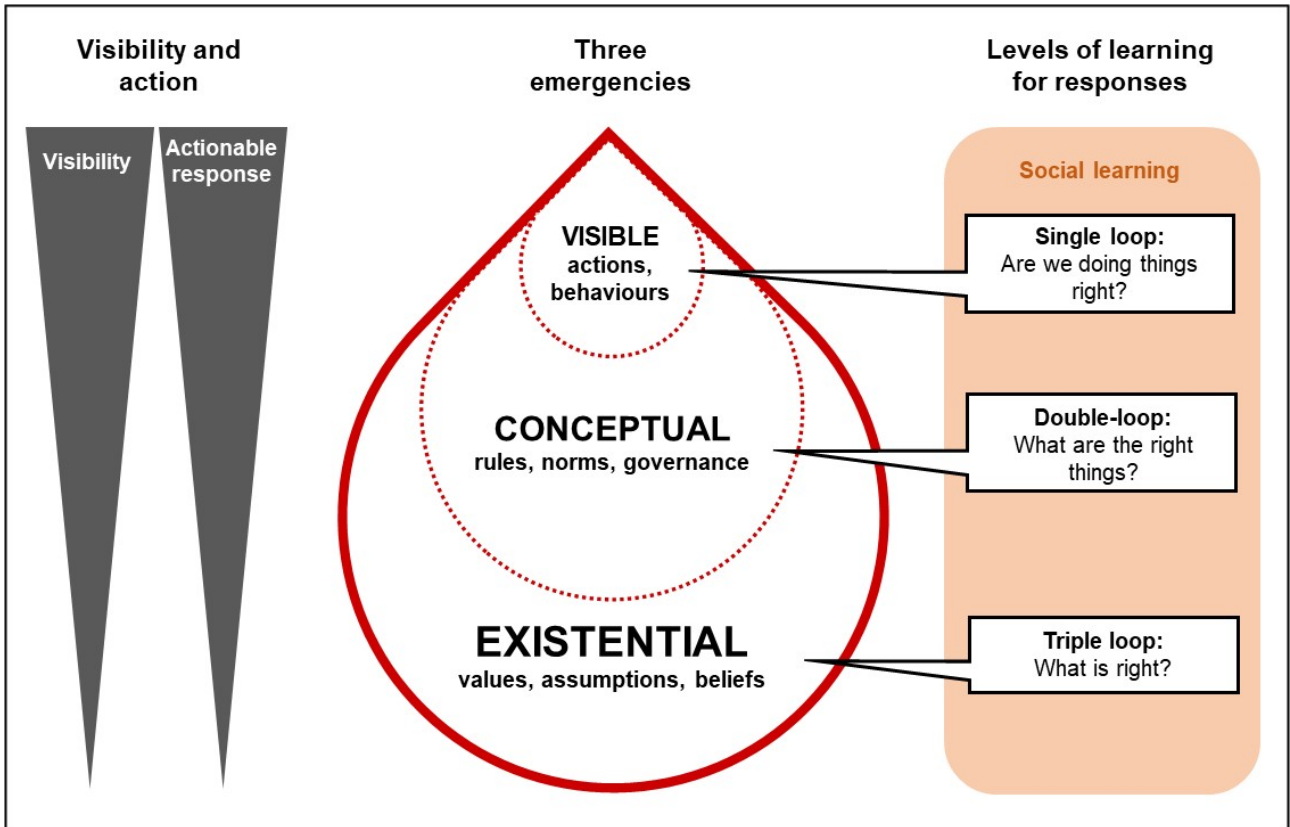 Visibility and
action
Visibility
Actionable
response
Three
emergencies
VISIBLE
actions,
behaviours
CONCEPTUAL
rules, norms, governance
EXISTENTIAL
values, assumptions, beliefs
Levels of learning
for responses
Social learning
Single loop:
Are we doing things
right?
Double-loop:
What are the right
things?
Triple loop:
What is right?